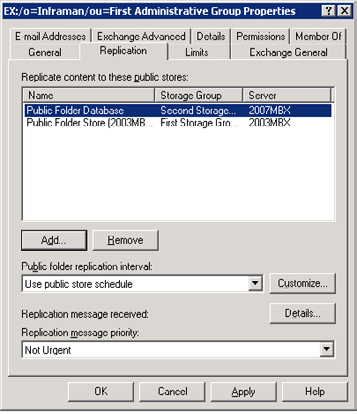 EX:/o=Inframan/ou=First Administrative Group Properties
E-mail Addresses Exchange Advanced Details Permissions Member Of
General Replication Limits Exchange General
Replicate content to these public stores:
Name Storage Group Server
Public Folder Database Second Storage... 2007MBX
Public Folder Store (2003MB... First Storage Gro... 2003MBX
Add... Remove
Public folder replication interval:
Use public store schedule Customize...
Replication message received: Details...
Replication message priority:
Not Urgent
OK Cancel Apply Help